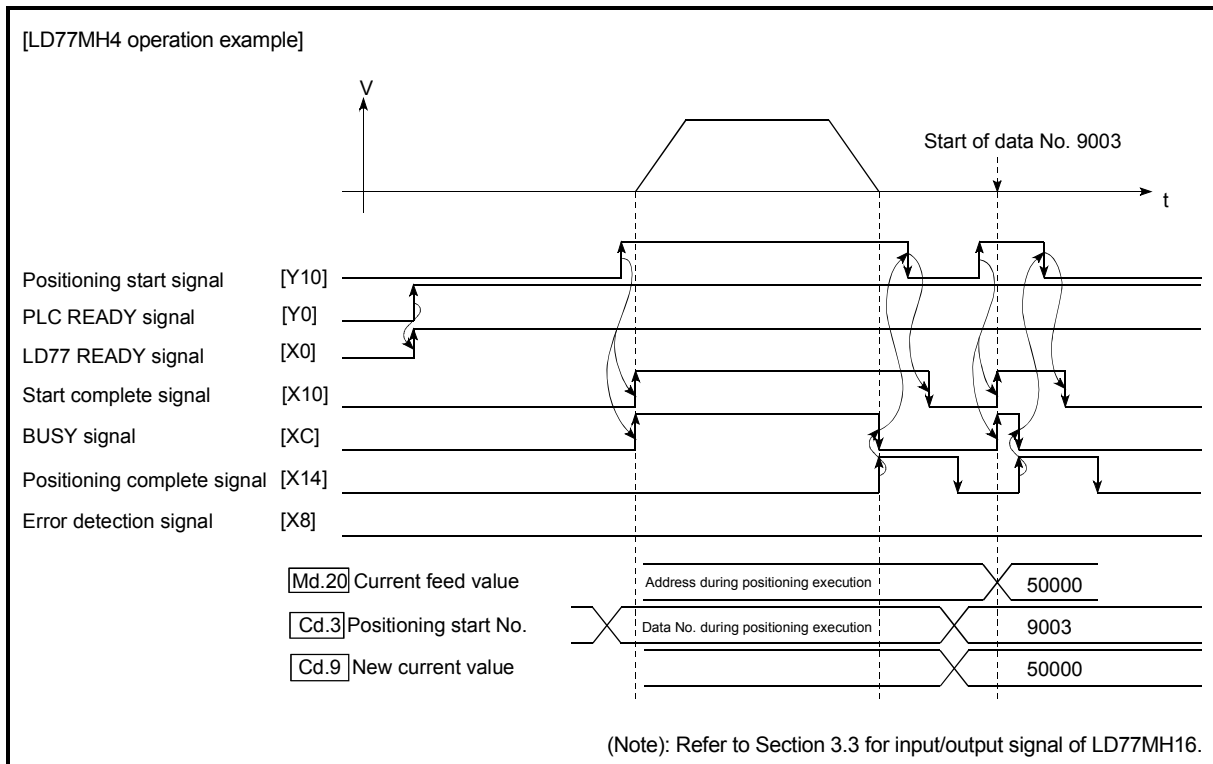 [LD77MH4 operation example]
V
Start of data No. 9003
t
Positioning start signal [Y10]
PLC READY signal [Y0]
LD77 READY signal [X0]
Start complete signal [X10]
BUSY signal [XC]
Positioning complete signal [X14]
Error detection signal [X8]
Md.20 Current feed value Address during positioning execution 50000
Cd.3 Positioning start No. Data No. during positioning execution 9003
Cd.9 New current value 50000
(Note): Refer to Section 3.3 for input/output signal of LD77MH16.